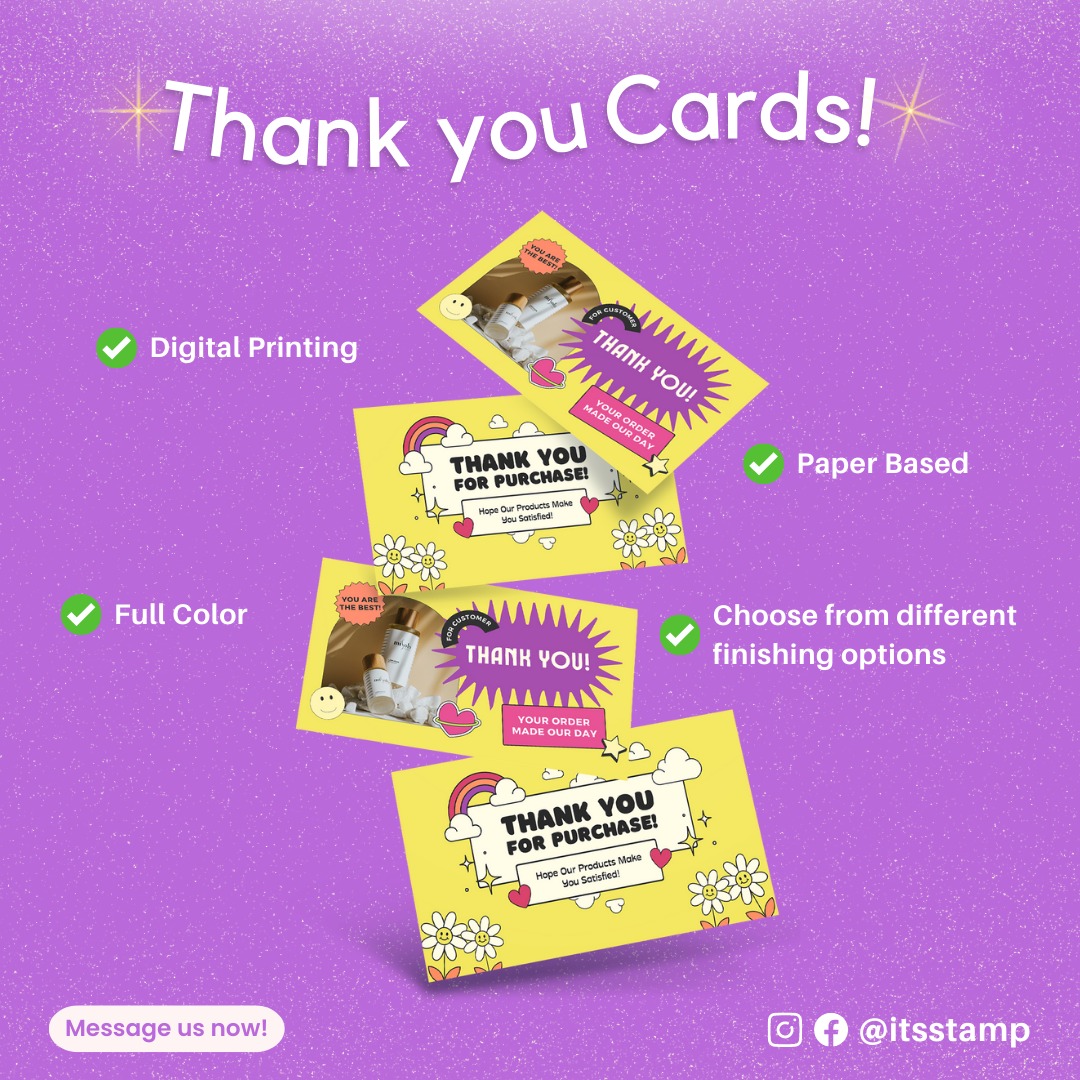 Thank you Cards!
YOU ARE
THE BEST!
FOR CUSTOMER
THANK YOU!
YOUR ORDER
MADE OUR DAY
Digital Printing
THANK YOU
FOR PURCHASE!
Hope Our Products Make
You Satisfied!
Paper Based
Full Color
YOU ARE
THE BEST!
FOR CUSTOMER
THANK YOU!
YOUR ORDER
MADE OUR DAY
Choose from different
finishing options
THANK YOU
FOR PURCHASE!
Hope Our Products Make
You Satisfied!
Message us now!
@itsstamp